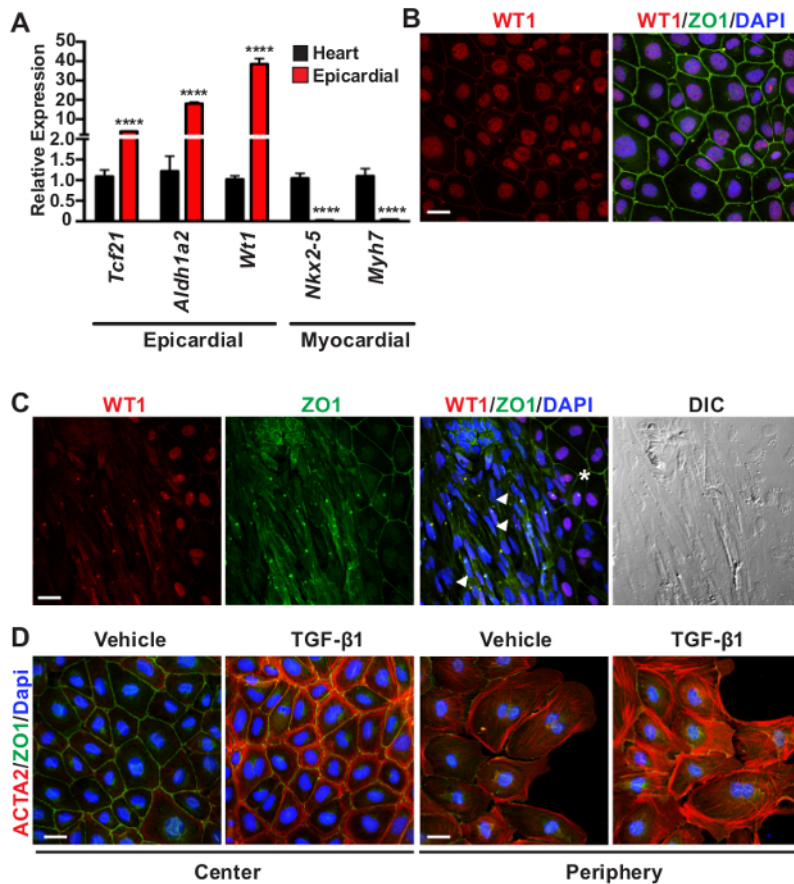 A
Relative Expression
50
40
30
20
10
2.0
1.5
1.0
0.5
0
****
****
****
****
****
Heart
Epicardial
Tcf21
Aldh1a2
Wt1
Nkx2-5
Myh7
Epicardial
Myocardial
B
WT1
WT1/ZO1/DAPI
C
WT1
ZO1
WT1/ZO1/DAPI
DIC
*
D
Vehicle
TGF-β1
Vehicle
TGF-β1
ACTA2/ZO1/Dapi
Center
Periphery